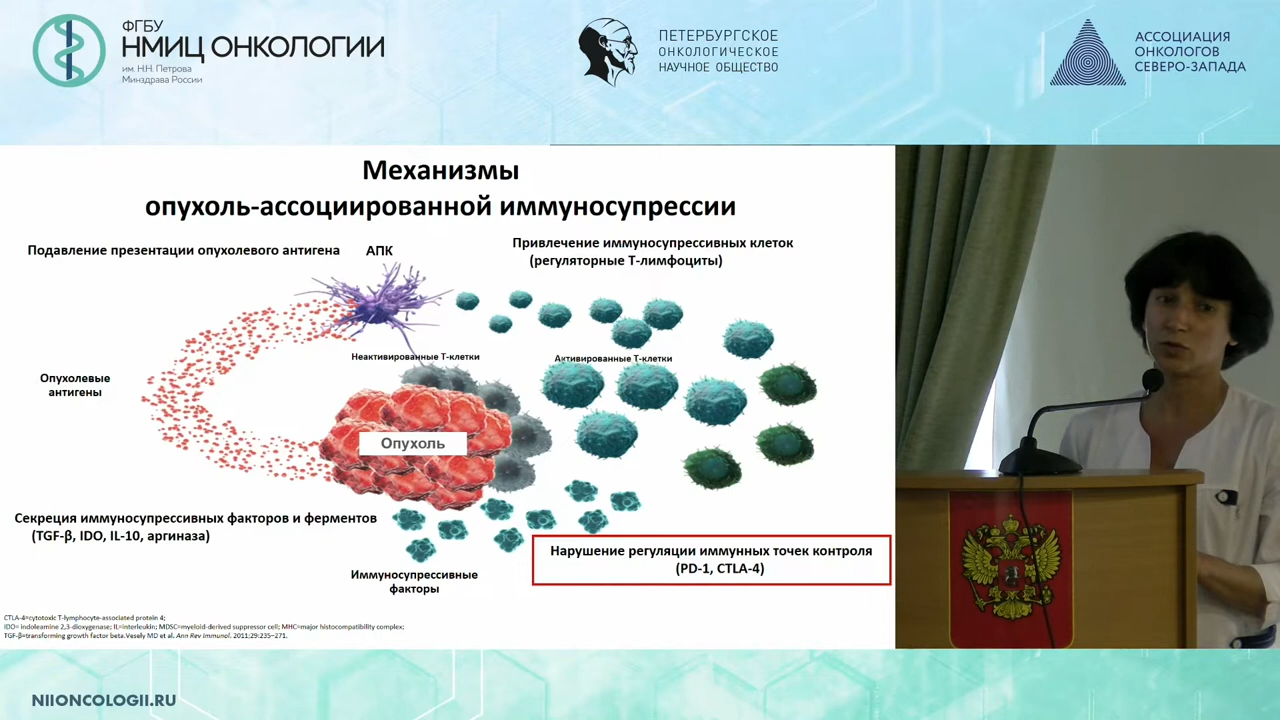 ФГБУ
НМИЦ ОНКОЛОГИИ
им. Н.Н. Петрова
Минздрава России
ПЕТЕРБУРГСКОЕ
ОНКОЛОГИЧЕСКОЕ
НАУЧНОЕ ОБЩЕСТВО
АССОЦИАЦИЯ
ОНКОЛОГОВ
СЕВЕРО-ЗАПАДА
Механизмы
опухоль-ассоциированной иммуносупрессии
Подавление презентации опухолевого антигена
АПК
Привлечение иммуносупрессивных клеток
(регуляторные Т-лимфоциты)
Неактивированные Т-клетки
Активированные Т-клетки
Опухолевые
антигены
Опухоль
Секреция иммуносупрессивных факторов и ферментов
(TGF-β, IDO, IL-10, аргиназа)
Нарушение регуляции иммунных точек контроля
(PD-1, CTLA-4)
Иммуносупрессивные
факторы
CTLA-4=cytotoxic T-lymphocyte-associated protein 4;
IDO= indoleamine 2,3-dioxygenase; IL=interleukin; MDSC=myeloid-derived suppressor cell; MHC=major histocompatibility complex;
TGF-β=transforming growth factor beta.Vesely MD et al. Ann Rev Immunol. 2011;29:235–271.
NIIONCOLOGII.RU